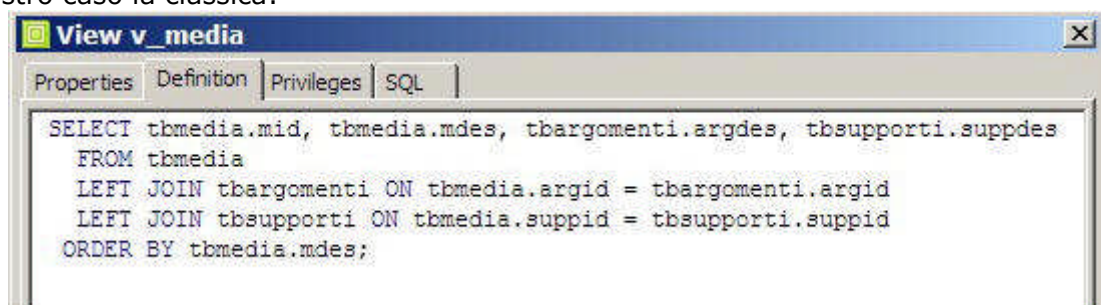 stro caso la classica:
View v_media
Properties Definition Privileges SQL
SELECT tbmedia.mid, tbmedia.mdes, tbargomenti.argdes, tbsupporti.suppdes
FROM tbmedia
LEFT JOIN tbargomenti ON tbmedia.argid = tbargomenti.argid
LEFT JOIN tbsupporti ON tbmedia.suppid = tbsupporti.suppid
ORDER BY tbmedia.mdes;